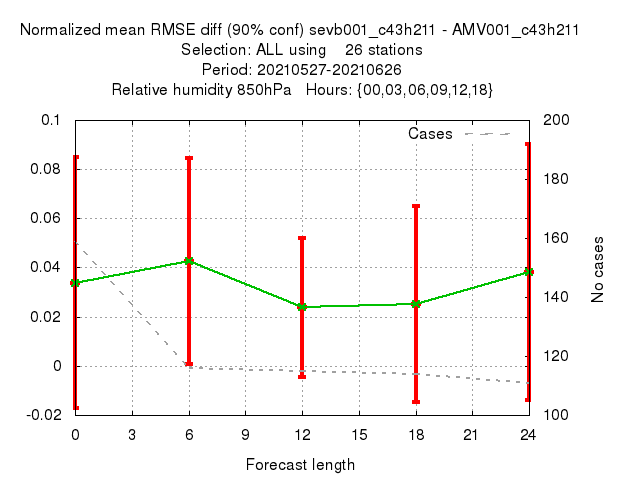 Normalized mean RMSE diff (90% conf) sevb001_c43h211 - AMV001_c43h211
Selection: ALL using    26 stations
Period: 20210527-20210626
Relative humidity 850hPa   Hours: {00,03,06,09,12,18}
Cases
0.1
0.08
0.06
0.04
0.02
0
-0.02
200
180
160
140
120
100
No cases
0 3 6 9 12 15 18 21 24
Forecast length